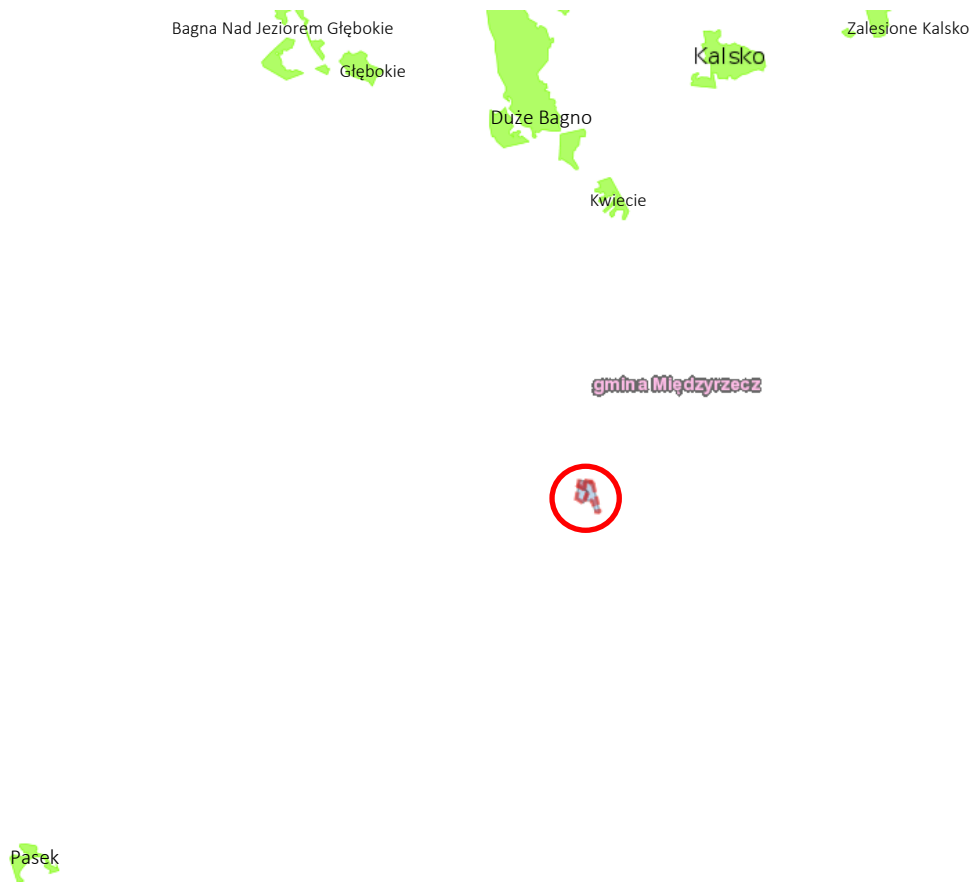 Bagna Nad Jeziorem Głębokie
Zalesione Kalsko
Kalsko
Głębokie
Duże Bagno
Kwiecie
gmina Międzyrzecz
Pasek